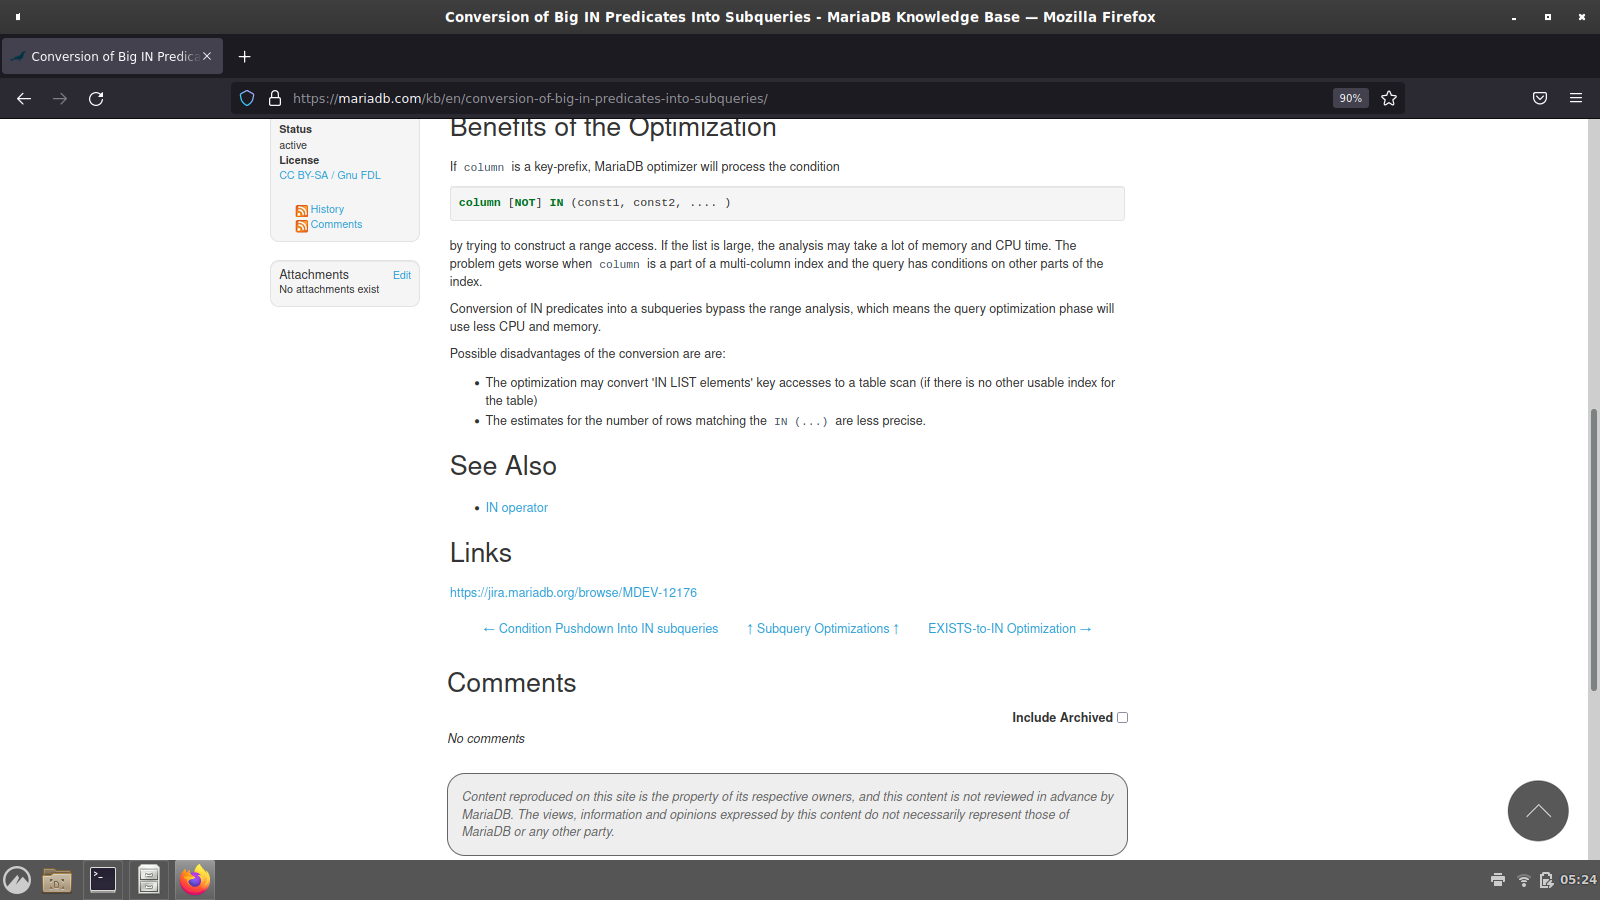 Conversion of Big IN Predicates Into Subqueries - MariaDB Knowledge Base — Mozilla Firefox
Conversion of Big IN Predica
https://mariadb.com/kb/en/conversion-of-big-in-predicates-into-subqueries/
90%
Status
active
License
CC BY-SA / Gnu FDL
History
Comments
Attachments Edit
No attachments exist
Benefits of the Optimization
If column is a key-prefix, MariaDB optimizer will process the condition
column [NOT] IN (const1, const2, .... )
by trying to construct a range access. If the list is large, the analysis may take a lot of memory and CPU time. The
problem gets worse when column is a part of a multi-column index and the query has conditions on other parts of the
index.
Conversion of IN predicates into a subqueries bypass the range analysis, which means the query optimization phase will
use less CPU and memory.
Possible disadvantages of the conversion are are:
• The optimization may convert 'IN LIST elements' key accesses to a table scan (if there is no other usable index for
the table)
• The estimates for the number of rows matching the IN (...) are less precise.
See Also
• IN operator
Links
https://jira.mariadb.org/browse/MDEV-12176
← Condition Pushdown Into IN subqueries ↑ Subquery Optimizations ↑ EXISTS-to-IN Optimization →
Comments
Include Archived
No comments
Content reproduced on this site is the property of its respective owners, and this content is not reviewed in advance by
MariaDB. The views, information and opinions expressed by this content do not necessarily represent those of
MariaDB or any other party.
05:24